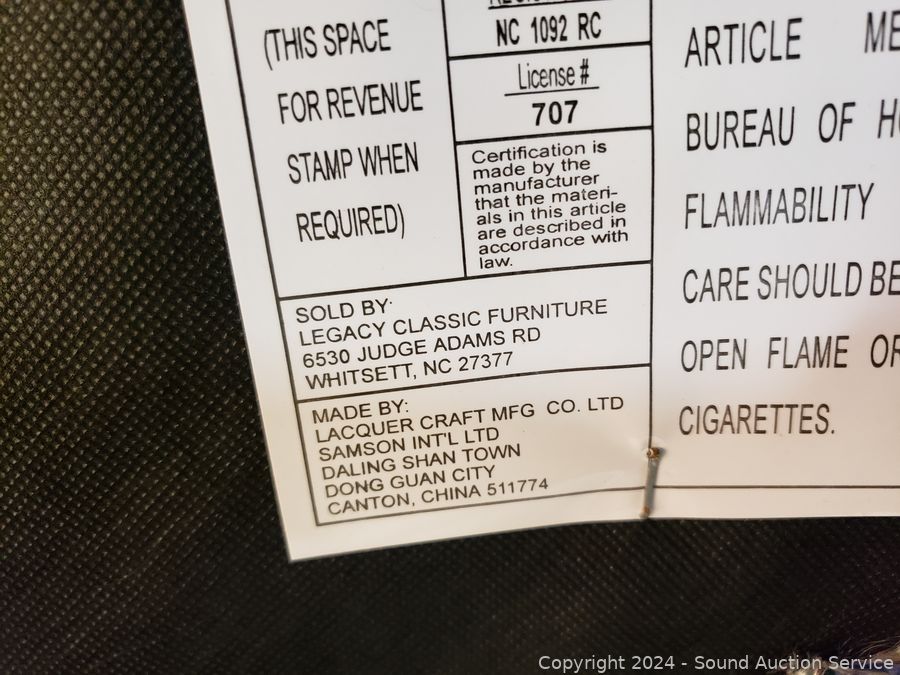 (THIS SPACE
FOR REVENUE
STAMP WHEN
REQUIRED)
NC 1092 RC
License #
707
Certification is
made by the
manufacturer
that the materi-
als in this article
are described in
accordance with
law.
SOLD BY:
LEGACY CLASSIC FURNITURE
6530 JUDGE ADAMS RD
WHITSETT, NC 27377
MADE BY:
LACQUER CRAFT MFG CO. LTD
SAMSON INT'L LTD
DALING SHAN TOWN
DONG GUAN CITY
CANTON, CHINA 511774
ARTICLE ME
BUREAU OF HO
FLAMMABILITY
CARE SHOULD BE
OPEN FLAME OR
CIGARETTES.
Copyright 2024 - Sound Auction Service